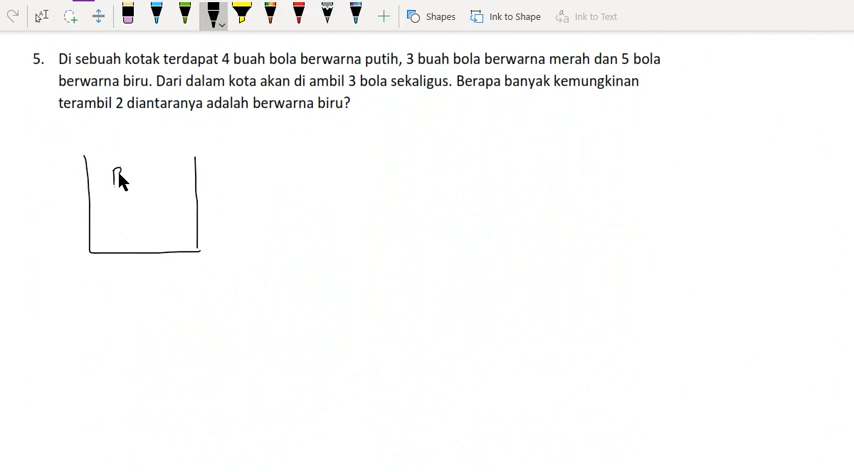 Shapes Ink to Shape Ink to Text
5. Di sebuah kotak terdapat 4 buah bola berwarna putih, 3 buah bola berwarna merah dan 5 bola
berwarna biru. Dari dalam kota akan di ambil 3 bola sekaligus. Berapa banyak kemungkinan
terambil 2 diantaranya adalah berwarna biru?